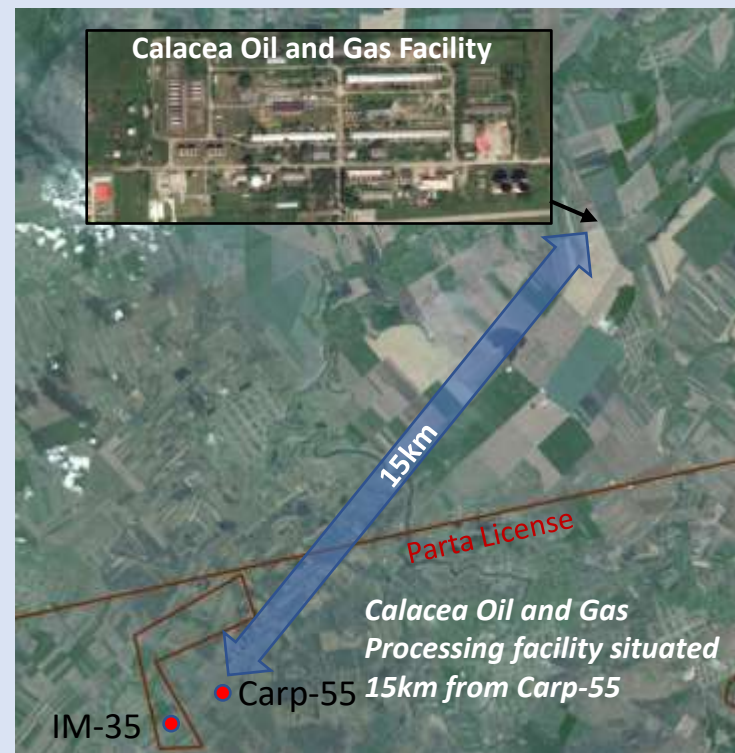 Calacea Oil and Gas Facility
15km
Parta License
Calacea Oil and Gas
Processing facility situated
15km from Carp-55
Carp-55
IM-35